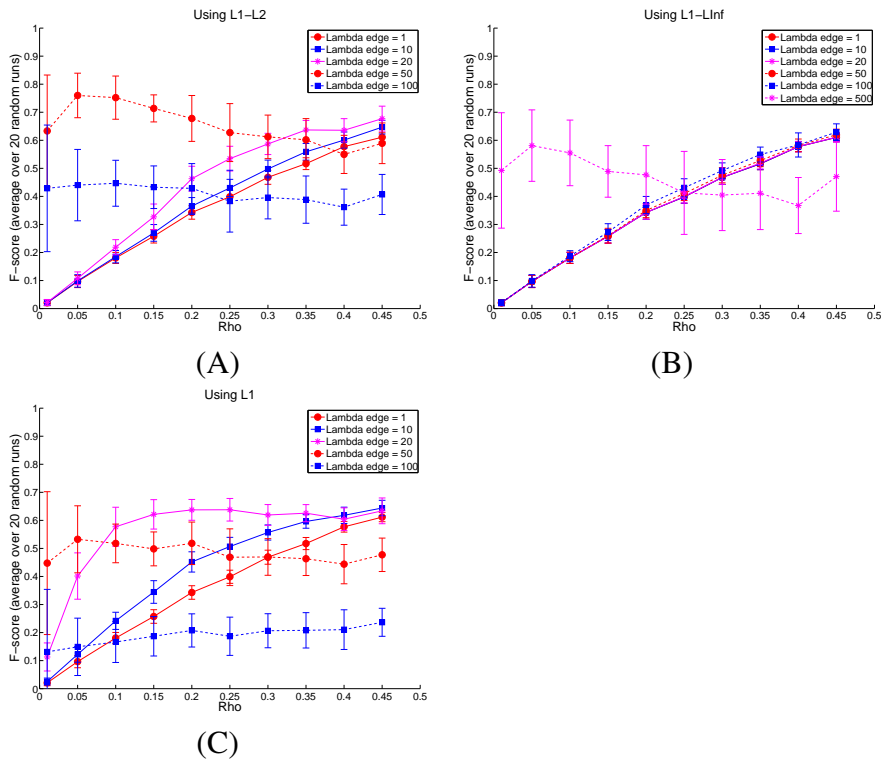 Using L1−L2
Lambda edge = 1
Lambda edge = 10
Lambda edge = 20
Lambda edge = 50
Lambda edge = 100
F−score (average over 20 random runs)
1
0.9
0.8
0.7
0.6
0.5
0.4
0.3
0.2
0.1
0
0 0.05 0.1 0.15 0.2 0.25 0.3 0.35 0.4 0.45 0.5
Rho
(A)
Using L1−LInf
Lambda edge = 1
Lambda edge = 10
Lambda edge = 20
Lambda edge = 50
Lambda edge = 100
Lambda edge = 500
F−score (average over 20 random runs)
1
0.9
0.8
0.7
0.6
0.5
0.4
0.3
0.2
0.1
0
0 0.05 0.1 0.15 0.2 0.25 0.3 0.35 0.4 0.45 0.5
Rho
(B)
Using L1
Lambda edge = 1
Lambda edge = 10
Lambda edge = 20
Lambda edge = 50
Lambda edge = 100
F−score (average over 20 random runs)
1
0.9
0.8
0.7
0.6
0.5
0.4
0.3
0.2
0.1
0
0 0.05 0.1 0.15 0.2 0.25 0.3 0.35 0.4 0.45 0.5
Rho
(C)